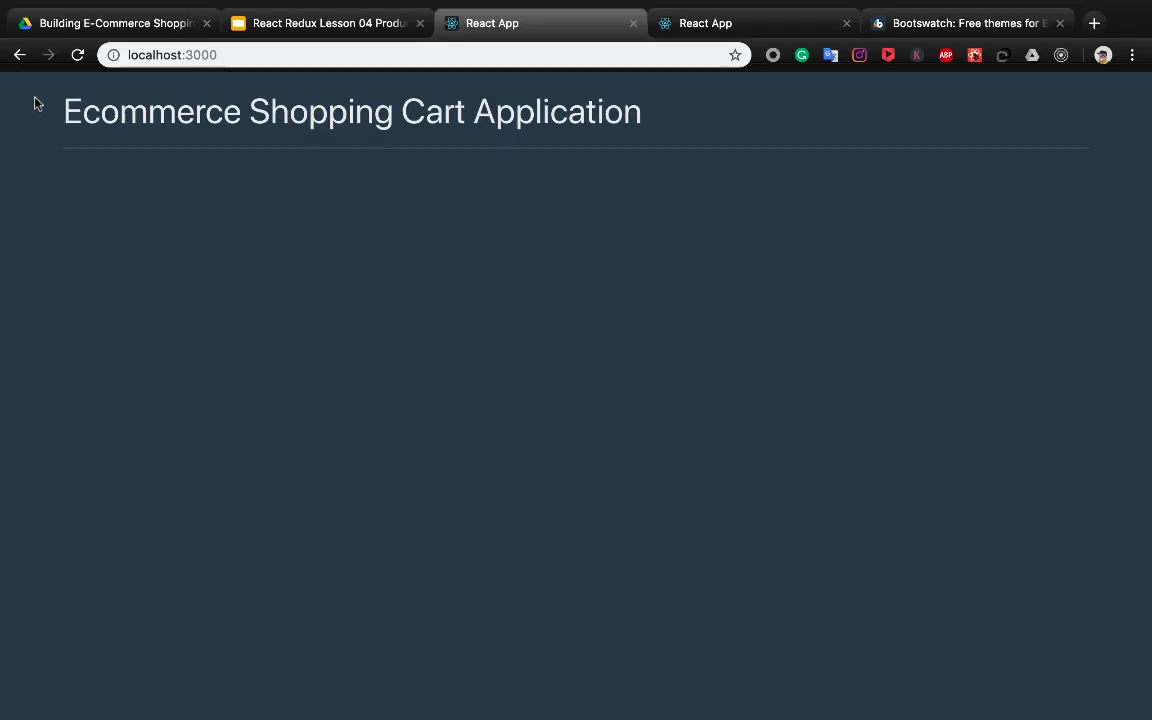 Building E-Commerce Shoppin
React Redux Lesson 04 Produ
React App
React App
Bootswatch: Free themes for B
localhost:3000
ABP
Ecommerce Shopping Cart Application